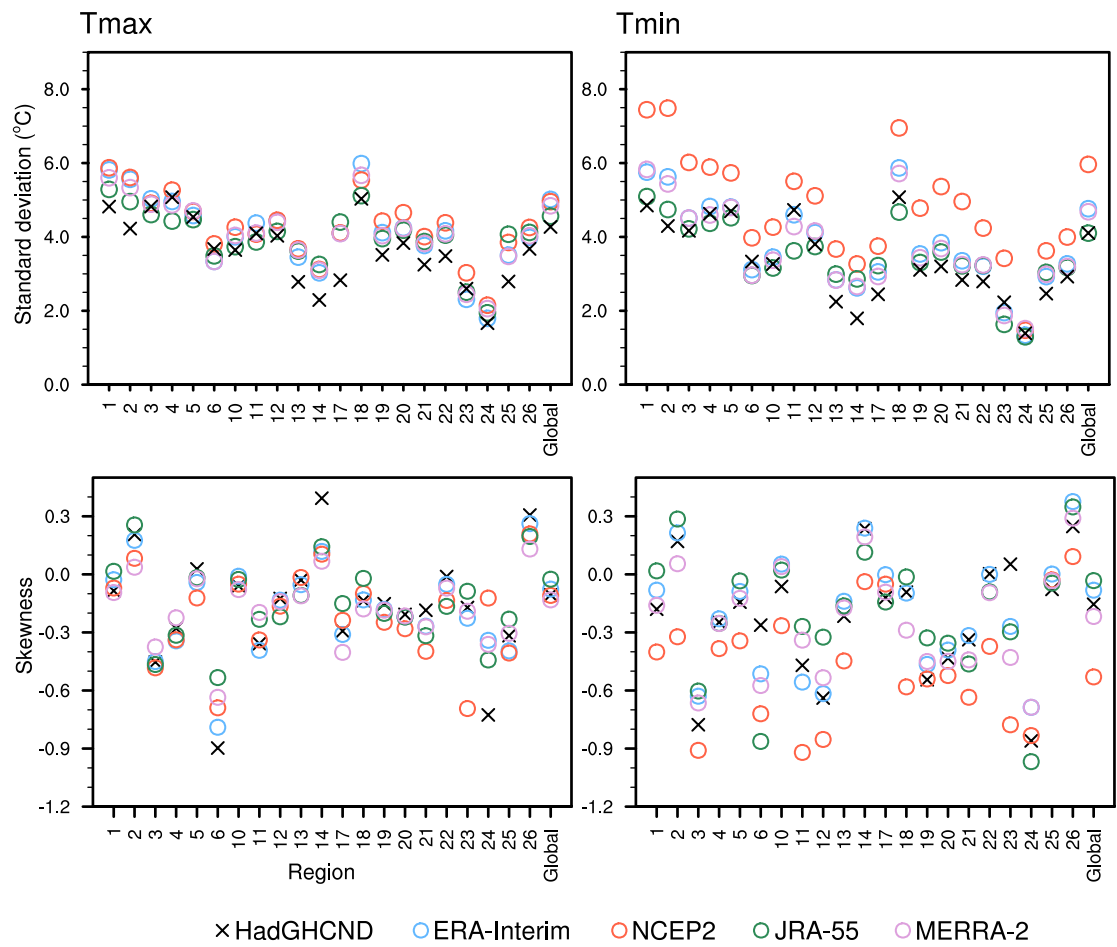 Tmax
Tmin
Standard deviation (°C)
8.0
6.0
4.0
2.0
0.0
1 2 3 4 5 6 10 11 12 13 14 17 18 19 20 21 22 23 24 25 26 Global
8.0
6.0
4.0
2.0
0.0
1 2 3 4 5 6 10 11 12 13 14 17 18 19 20 21 22 23 24 25 26 Global
Skewness
0.3
0.0
-0.3
-0.6
-0.9
-1.2
1 2 3 4 5 6 10 11 12 13 14 17 18 19 20 21 22 23 24 25 26 Global
Region
0.3
0.0
-0.3
-0.6
-0.9
-1.2
1 2 3 4 5 6 10 11 12 13 14 17 18 19 20 21 22 23 24 25 26 Global
HadGHCND ERA-Interim NCEP2 JRA-55 MERRA-2